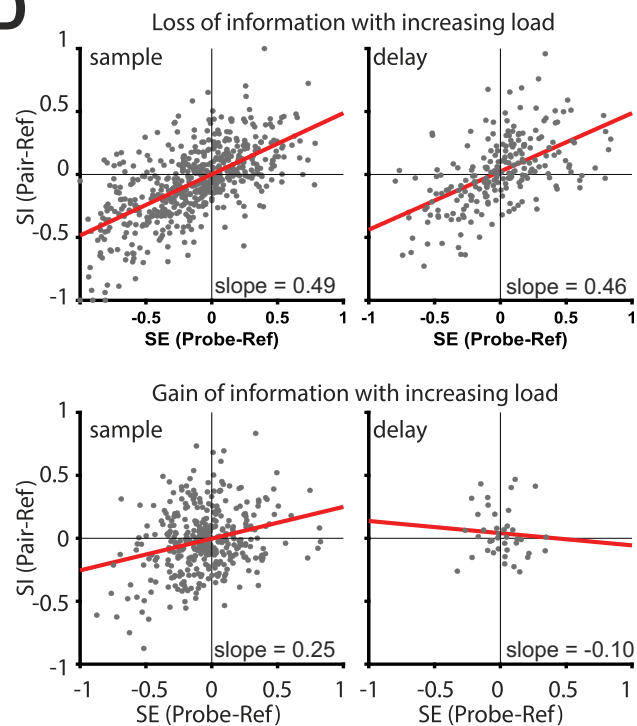 D
Loss of information with increasing load
sample
delay
1
0.5
0
-0.5
-1
SI (Pair-Ref)
slope = 0.49
slope = 0.46
-0.5 0 0.5 1
-1 -0.5 0 0.5 1
SE (Probe-Ref)
SE (Probe-Ref)
Gain of information with increasing load
sample
delay
1
0.5
0
-0.5
-1
SI (Pair-Ref)
slope = 0.25
slope = -0.10
-1 -0.5 0 0.5 1
-1 -0.5 0 0.5 1
SE (Probe-Ref)
SE (Probe-Ref)